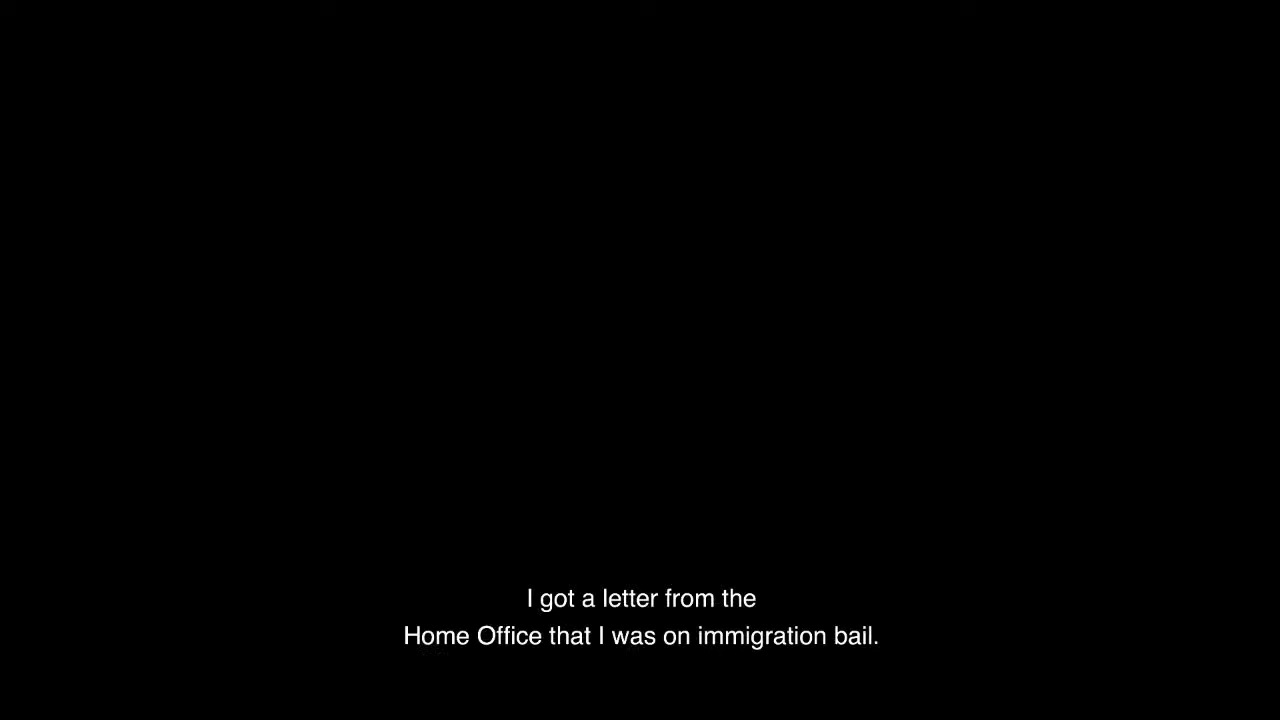 I got a letter from the
Home Office that I was on immigration bail.